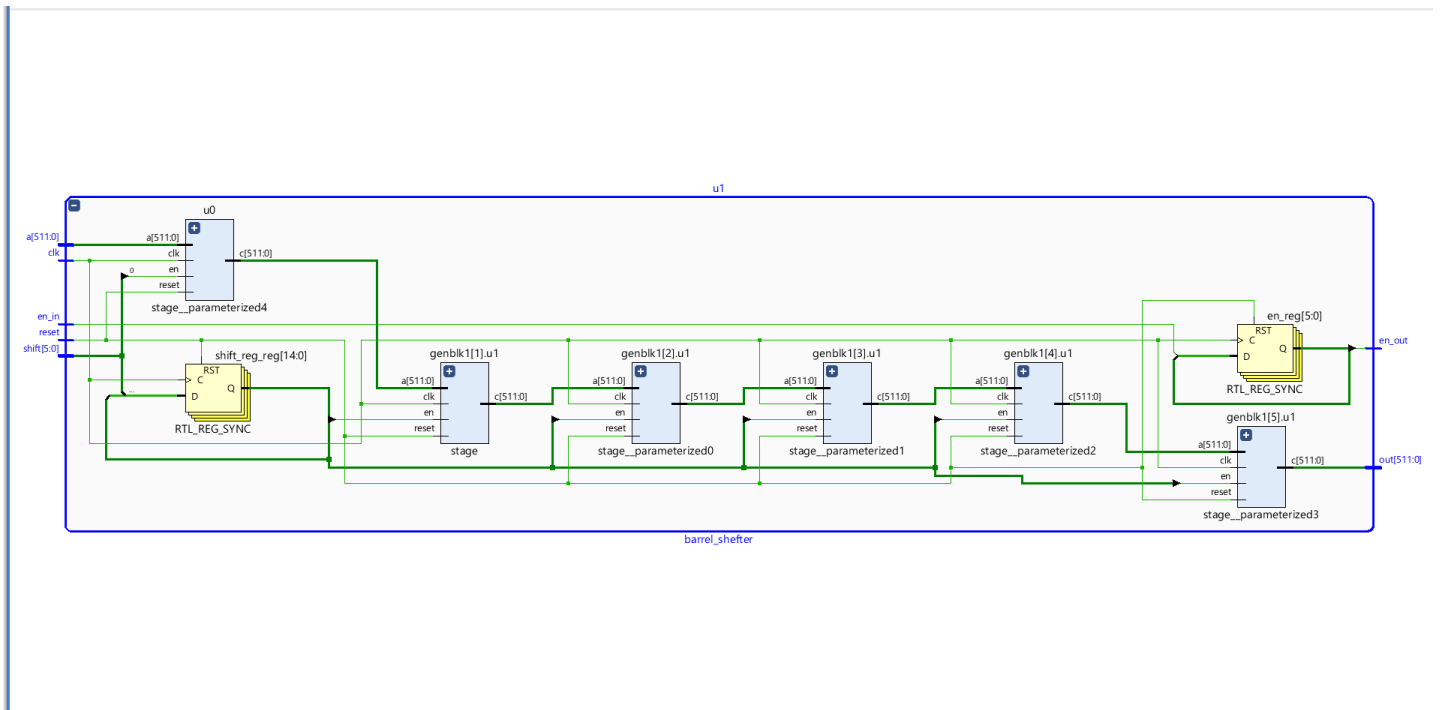 u1
u0
a[511:0]
a[511:0]
clk
clk
c[511:0]
0
en
reset
stage__parameterized4
en_in
reset
shift[5:0]
shift_reg_reg[14:0]
RST
C
Q
...
D
RTL_REG_SYNC
genblk1[1].u1
a[511:0]
clk
c[511:0]
en
reset
stage
genblk1[2].u1
a[511:0]
clk
c[511:0]
en
reset
stage__parameterized0
genblk1[3].u1
a[511:0]
clk
c[511:0]
en
reset
stage__parameterized1
genblk1[4].u1
a[511:0]
clk
c[511:0]
en
reset
stage__parameterized2
en_reg[5:0]
RST
C
Q
D
RTL_REG_SYNC
en_out
genblk1[5].u1
a[511:0]
clk
c[511:0]
en
reset
stage__parameterized3
out[511:0]
barrel_shefter